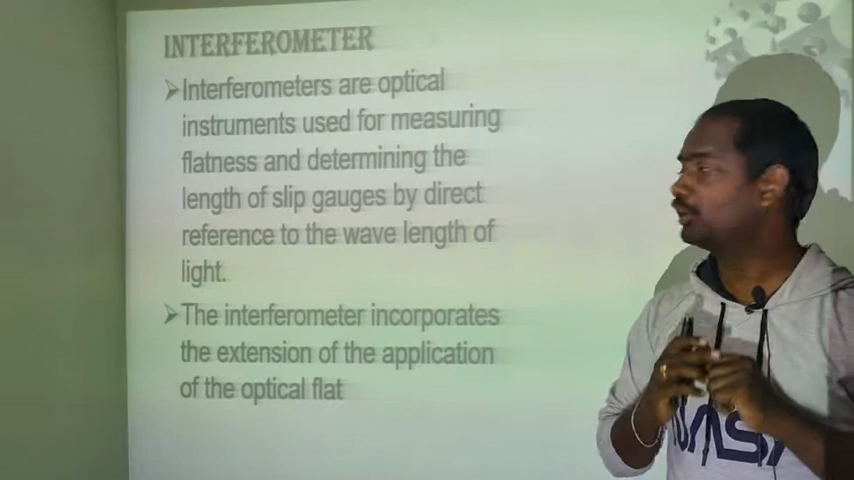 INTERFEROMETER
Interferometers are optical
instruments used for measuring
flatness and determining the
length of slip gauges by direct
reference to the wave length of
light.
The interferometer incorporates
the extension of the application
of the optical flat
NASA